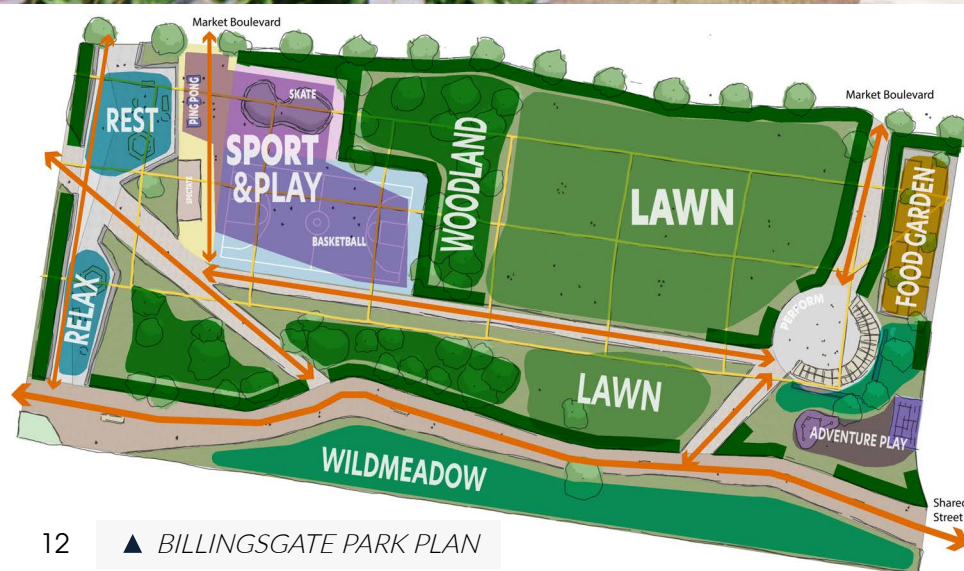 Market Boulevard
Market Boulevard
REST
PING PONG
SKATE
SPORT
&PLAY
SPECTATE
BASKETBALL
WOODLAND
LAWN
FOOD GARDEN
RELAX
PERFORM
LAWN
ADVENTURE PLAY
WILDMEADOW
Shared
Street
12 ▲ BILLINGSGATE PARK PLAN